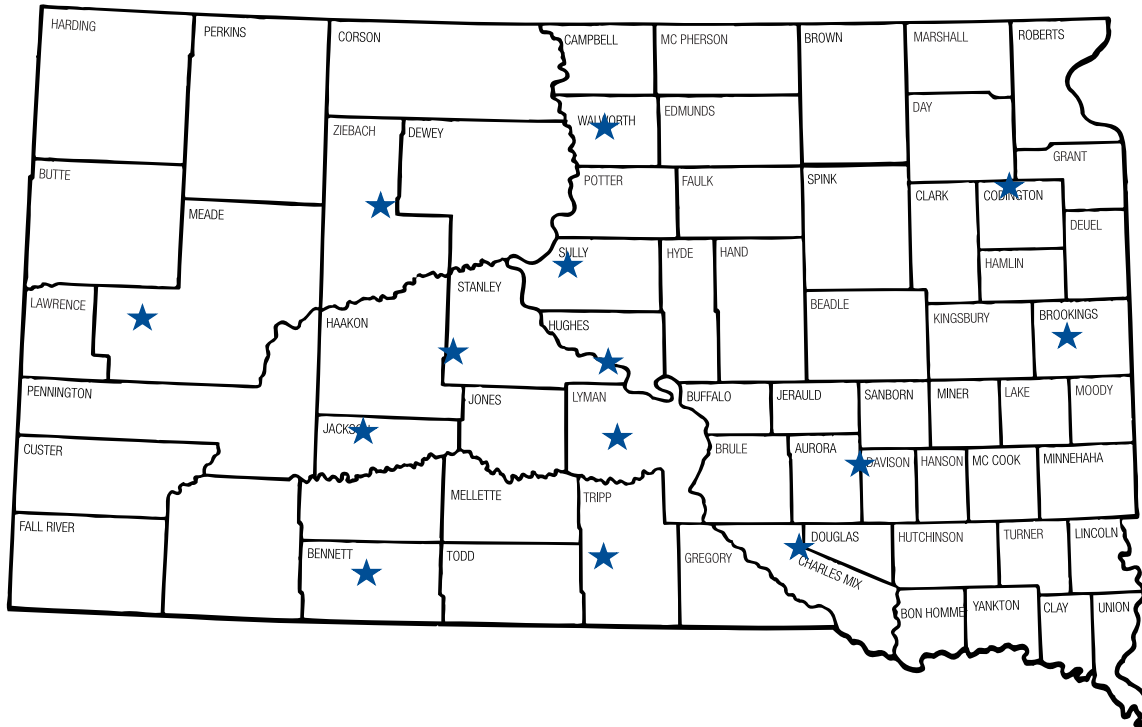 HARDING
PERKINS
CORSON
CAMPBELL
MC PHERSON
BROWN
MARSHALL
ROBERTS
WALWORTH
EDMUNDS
DAY
ZIEBACH
DEWEY
GRANT
BUTTE
POTTER
FAULK
SPINK
CLARK
CODINGTON
MEADE
DEUEL
SULLY
HYDE
HAND
HAMLIN
STANLEY
LAWRENCE
HAAKON
HUGHES
BEADLE
KINGSBURY
BROOKINGS
PENNINGTON
JONES
LYMAN
BUFFALO
JERAULD
SANBORN
MINER
LAKE
MOODY
JACKSON
CUSTER
BRULE
AURORA
DAVISON
HANSON
MC COOK
MINNEHAHA
MELLETTE
TRIPP
FALL RIVER
BENNETT
TODD
GREGORY
DOUGLAS
CHARLES MIX
HUTCHINSON
TURNER
LINCOLN
BON HOMME
YANKTON
CLAY
UNION